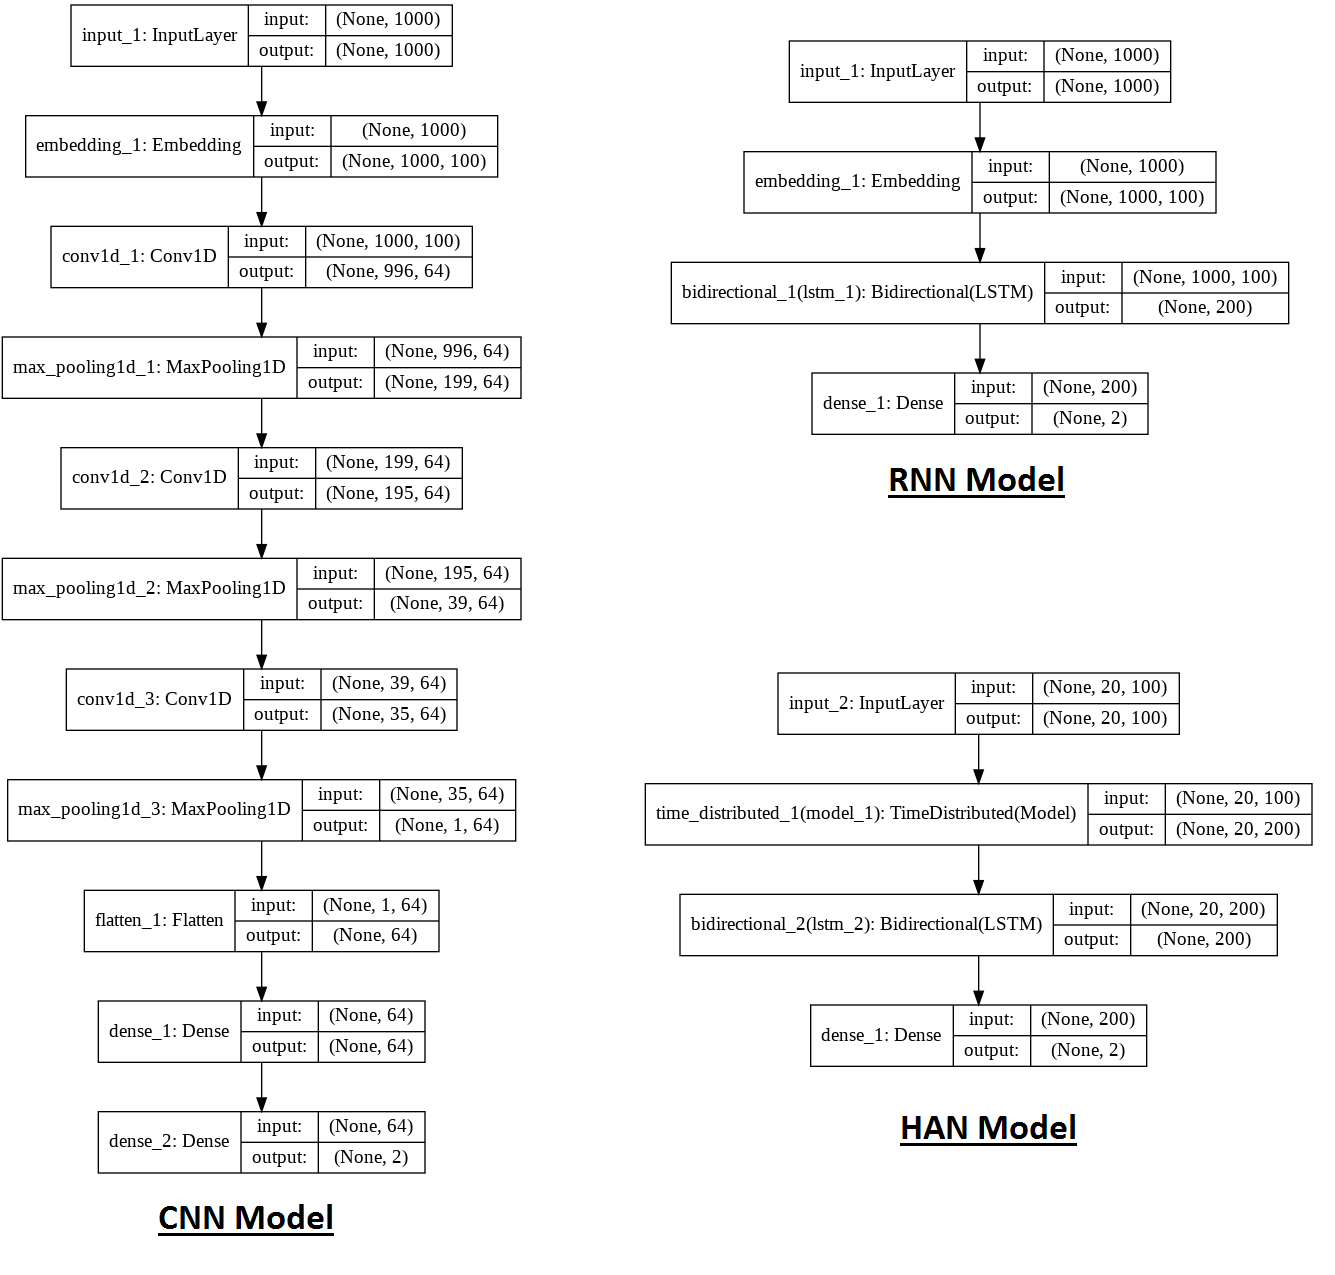 input_1: InputLayer
input: (None, 1000)
output: (None, 1000)
embedding_1: Embedding
input: (None, 1000)
output: (None, 1000, 100)
conv1d_1: Conv1D
input: (None, 1000, 100)
output: (None, 996, 64)
max_pooling1d_1: MaxPooling1D
input: (None, 996, 64)
output: (None, 199, 64)
conv1d_2: Conv1D
input: (None, 199, 64)
output: (None, 195, 64)
max_pooling1d_2: MaxPooling1D
input: (None, 195, 64)
output: (None, 39, 64)
conv1d_3: Conv1D
input: (None, 39, 64)
output: (None, 35, 64)
max_pooling1d_3: MaxPooling1D
input: (None, 35, 64)
output: (None, 1, 64)
flatten_1: Flatten
input: (None, 1, 64)
output: (None, 64)
dense_1: Dense
input: (None, 64)
output: (None, 64)
dense_2: Dense
input: (None, 64)
output: (None, 2)
CNN Model
input_1: InputLayer
input: (None, 1000)
output: (None, 1000)
embedding_1: Embedding
input: (None, 1000)
output: (None, 1000, 100)
bidirectional_1(lstm_1): Bidirectional(LSTM)
input: (None, 1000, 100)
output: (None, 200)
dense_1: Dense
input: (None, 200)
output: (None, 2)
RNN Model
input_2: InputLayer
input: (None, 20, 100)
output: (None, 20, 100)
time_distributed_1(model_1): TimeDistributed(Model)
input: (None, 20, 100)
output: (None, 20, 200)
bidirectional_2(lstm_2): Bidirectional(LSTM)
input: (None, 20, 200)
output: (None, 200)
dense_1: Dense
input: (None, 200)
output: (None, 2)
HAN Model